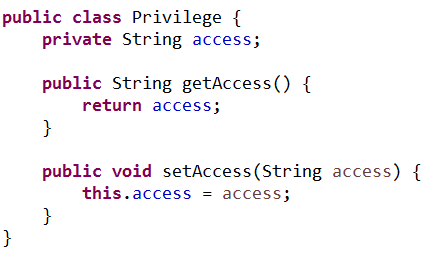 public class Privilege {
    private String access;

    public String getAccess() {
        return access;
    }

    public void setAccess(String access) {
        this.access = access;
    }
}